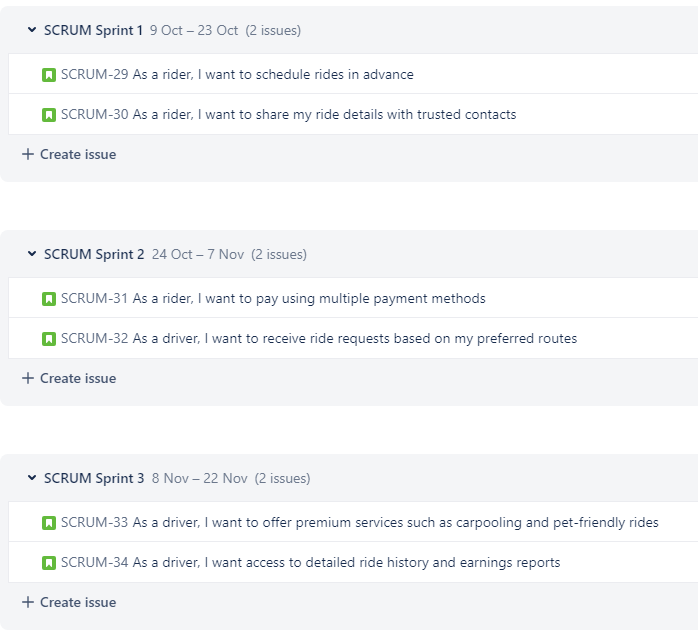 SCRUM Sprint 1 9 Oct – 23 Oct (2 issues)
SCRUM-29 As a rider, I want to schedule rides in advance
SCRUM-30 As a rider, I want to share my ride details with trusted contacts
+ Create issue
SCRUM Sprint 2 24 Oct – 7 Nov (2 issues)
SCRUM-31 As a rider, I want to pay using multiple payment methods
SCRUM-32 As a driver, I want to receive ride requests based on my preferred routes
+ Create issue
SCRUM Sprint 3 8 Nov – 22 Nov (2 issues)
SCRUM-33 As a driver, I want to offer premium services such as carpooling and pet-friendly rides
SCRUM-34 As a driver, I want access to detailed ride history and earnings reports
+ Create issue